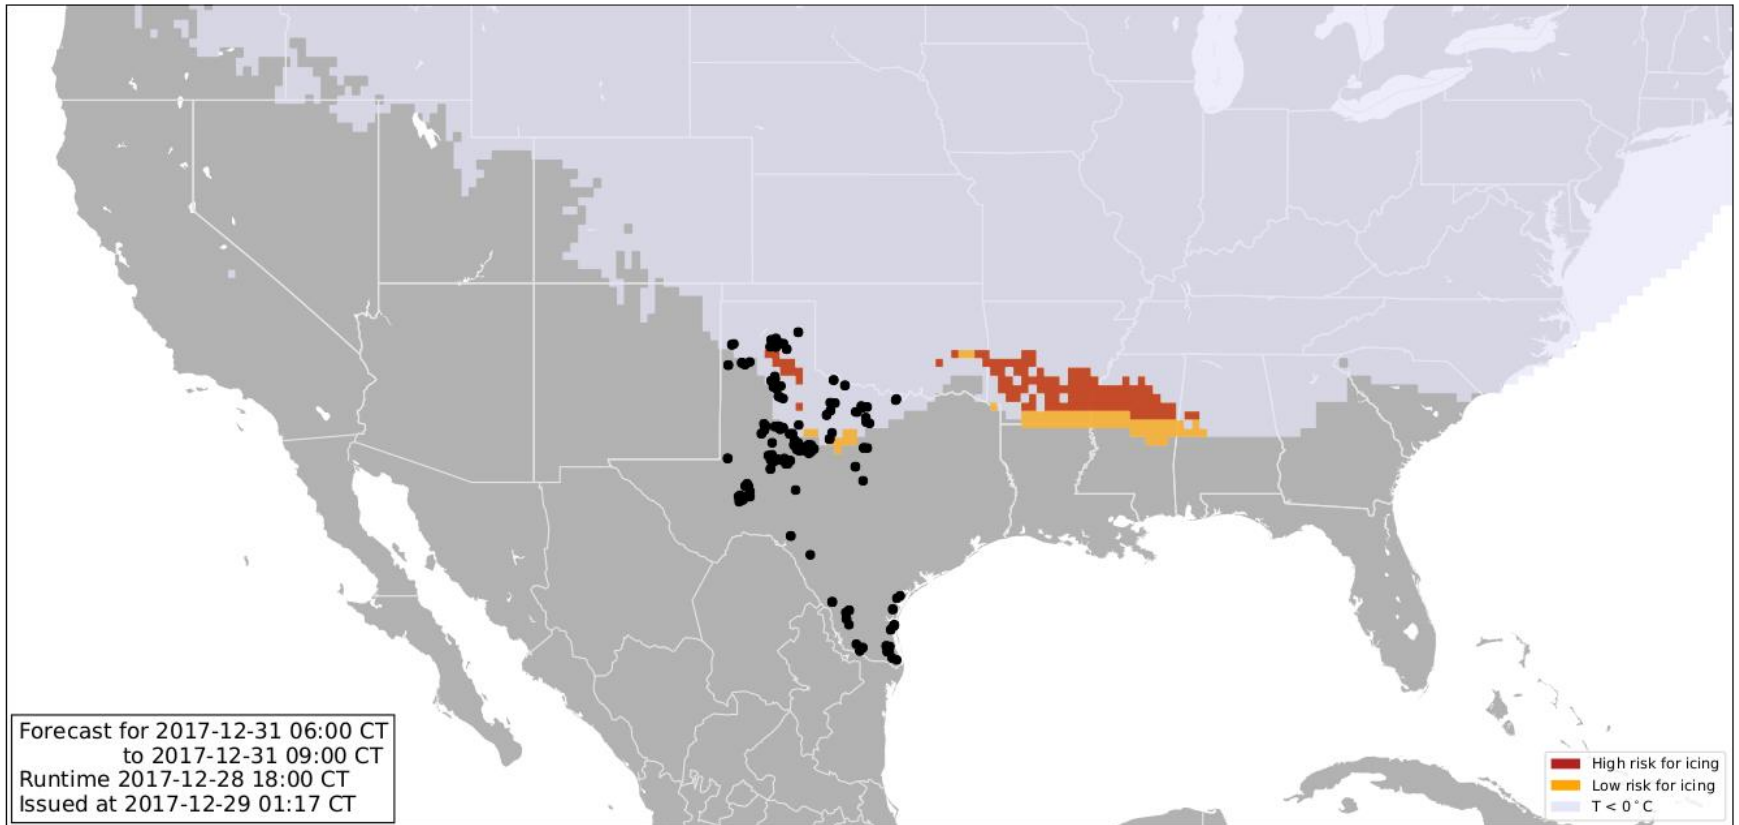 Forecast for 2017-12-31 06:00 CT
to 2017-12-31 09:00 CT
Runtime 2017-12-28 18:00 CT
Issued at 2017-12-29 01:17 CT
High risk for icing
Low risk for icing
T < 0°C